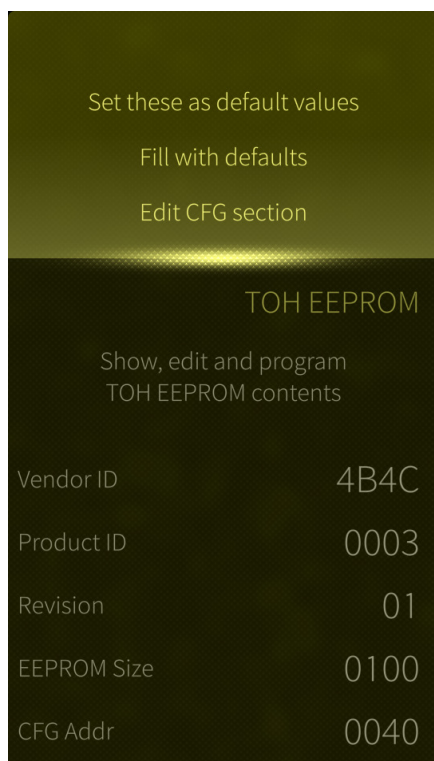 Set these as default values
Fill with defaults
Edit CFG section
TOH EEPROM
Show, edit and program
TOH EEPROM contents
Vendor ID 4B4C
Product ID 0003
Revision 01
EEPROM Size 0100
CFG Addr 0040